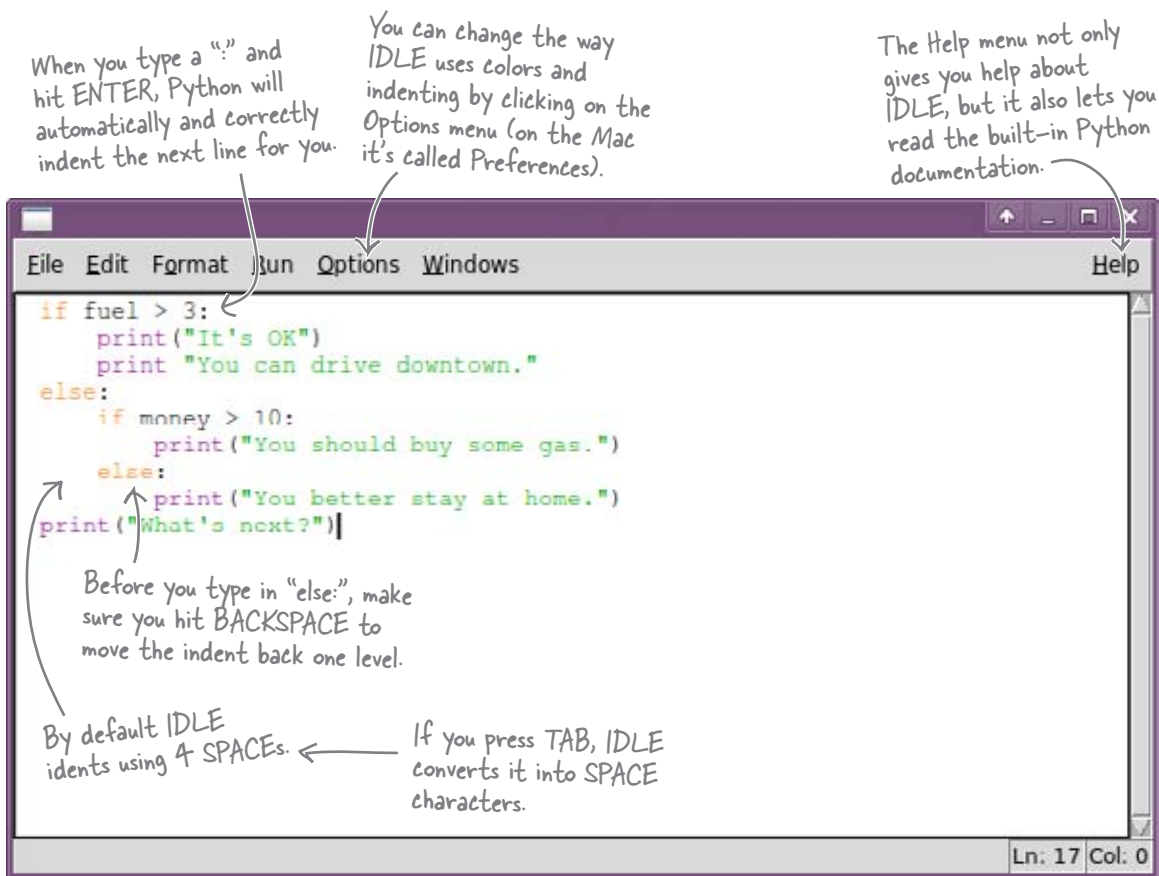 When you type a “:” and
hit ENTER, Python will
automatically and correctly
indent the next line for you.
You can change the way
IDLE uses colors and
indenting by clicking on the
Options menu (on the Mac
it's called Preferences).
The Help menu not only
gives you help about
IDLE, but it also lets you
read the built-in Python
documentation.
File Edit Format Run Options Windows Help
if fuel > 3:
    print("It's OK")
    print "You can drive downtown."
else:
    if money > 10:
        print("You should buy some gas.")
    else:
        print("You better stay at home.")
print("What's next?")
Before you type in “else:”, make
sure you hit BACKSPACE to
move the indent back one level.
By default IDLE
idents using 4 SPACEs.
If you press TAB, IDLE
converts it into SPACE
characters.
Ln: 17 Col: 0